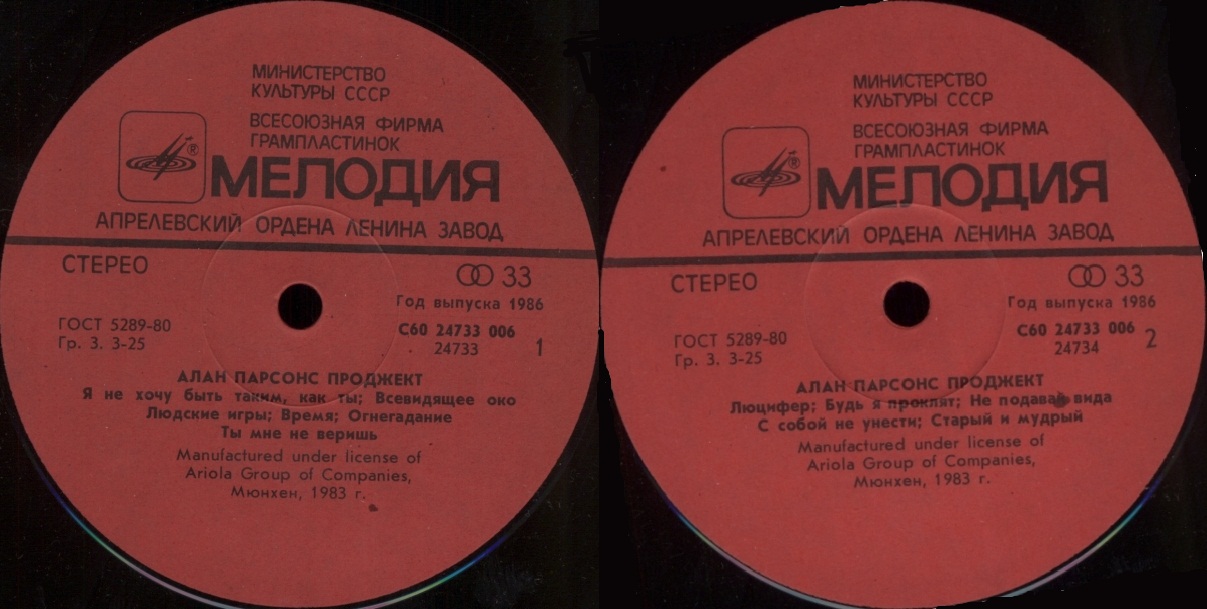 МИНИСТЕРСТВО
КУЛЬТУРЫ СССР
ВСЕСОЮЗНАЯ ФИРМА
ГРАМПЛАСТИНОК
®
МЕЛОДИЯ
АПРЕЛЕВСКИЙ ОРДЕНА ЛЕНИНА ЗАВОД
СТЕРЕО
33
Год выпуска 1986
ГОСТ 5289-80
Гр. 3. 3-25
С60 24733 006
24733
1
АЛАН ПАРСОНС ПРОДЖЕКТ
Я не хочу быть таким, как ты; Всевидящее око
Людские игры; Время; Огнегадание
Ты мне не веришь
Manufactured under license of
Ariola Group of Companies,
Мюнхен, 1983 г.
МИНИСТЕРСТВО
КУЛЬТУРЫ СССР
ВСЕСОЮЗНАЯ ФИРМА
ГРАМПЛАСТИНОК
®
МЕЛОДИЯ
АПРЕЛЕВСКИЙ ОРДЕНА ЛЕНИНА ЗАВОД
СТЕРЕО
33
Год выпуска 1986
ГОСТ 5289-80
Гр. 3. 3-25
С60 24733 006
24734
2
АЛАН ПАРСОНС ПРОДЖЕКТ
Люцифер; Будь я проклят; Не подавай вида
С собой не унести; Старый и мудрый
Manufactured under license of
Ariola Group of Companies,
Мюнхен, 1983 г.